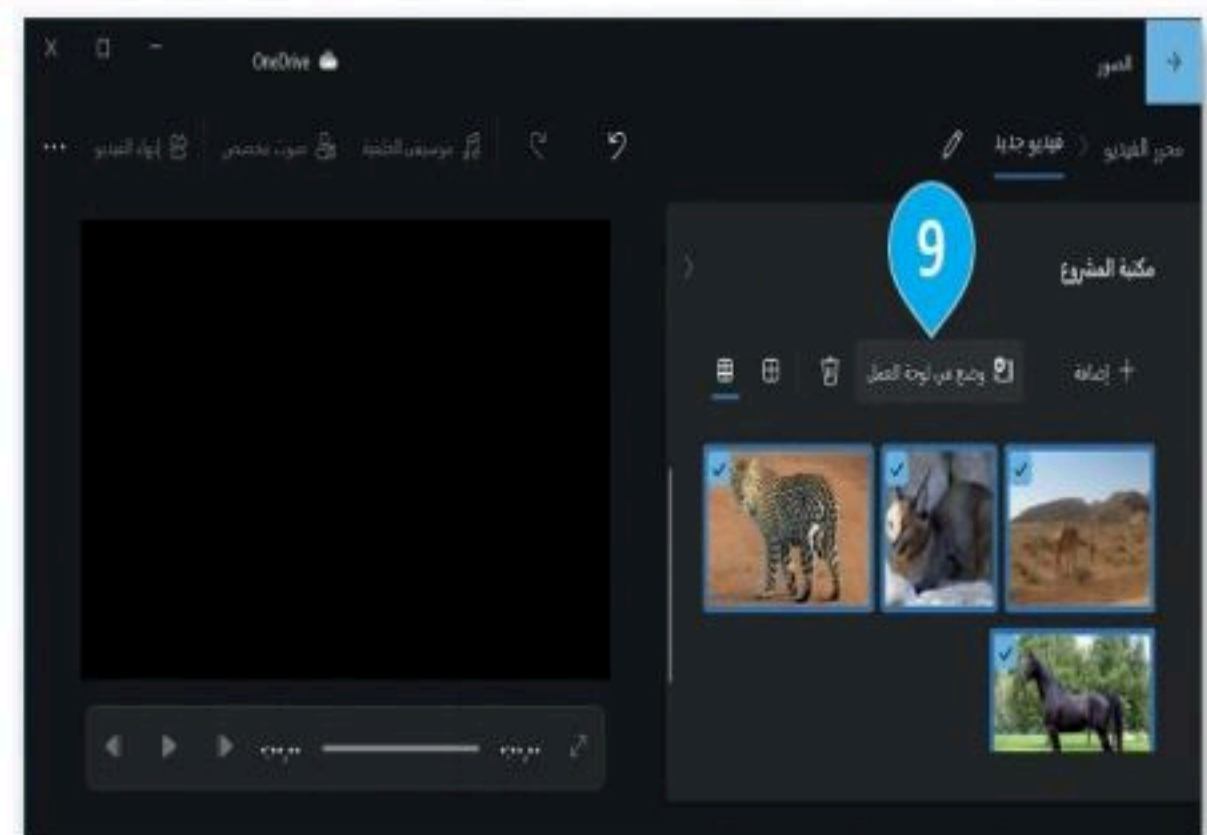 الصور
OneDrive
محرر الفيديو
فيديو جديد
موسيقى الخلفية
صوت مخصص
إنهاء الفيديو
...
9
مكتبة المشروع
+ إضافة
وضع في لوحة العمل